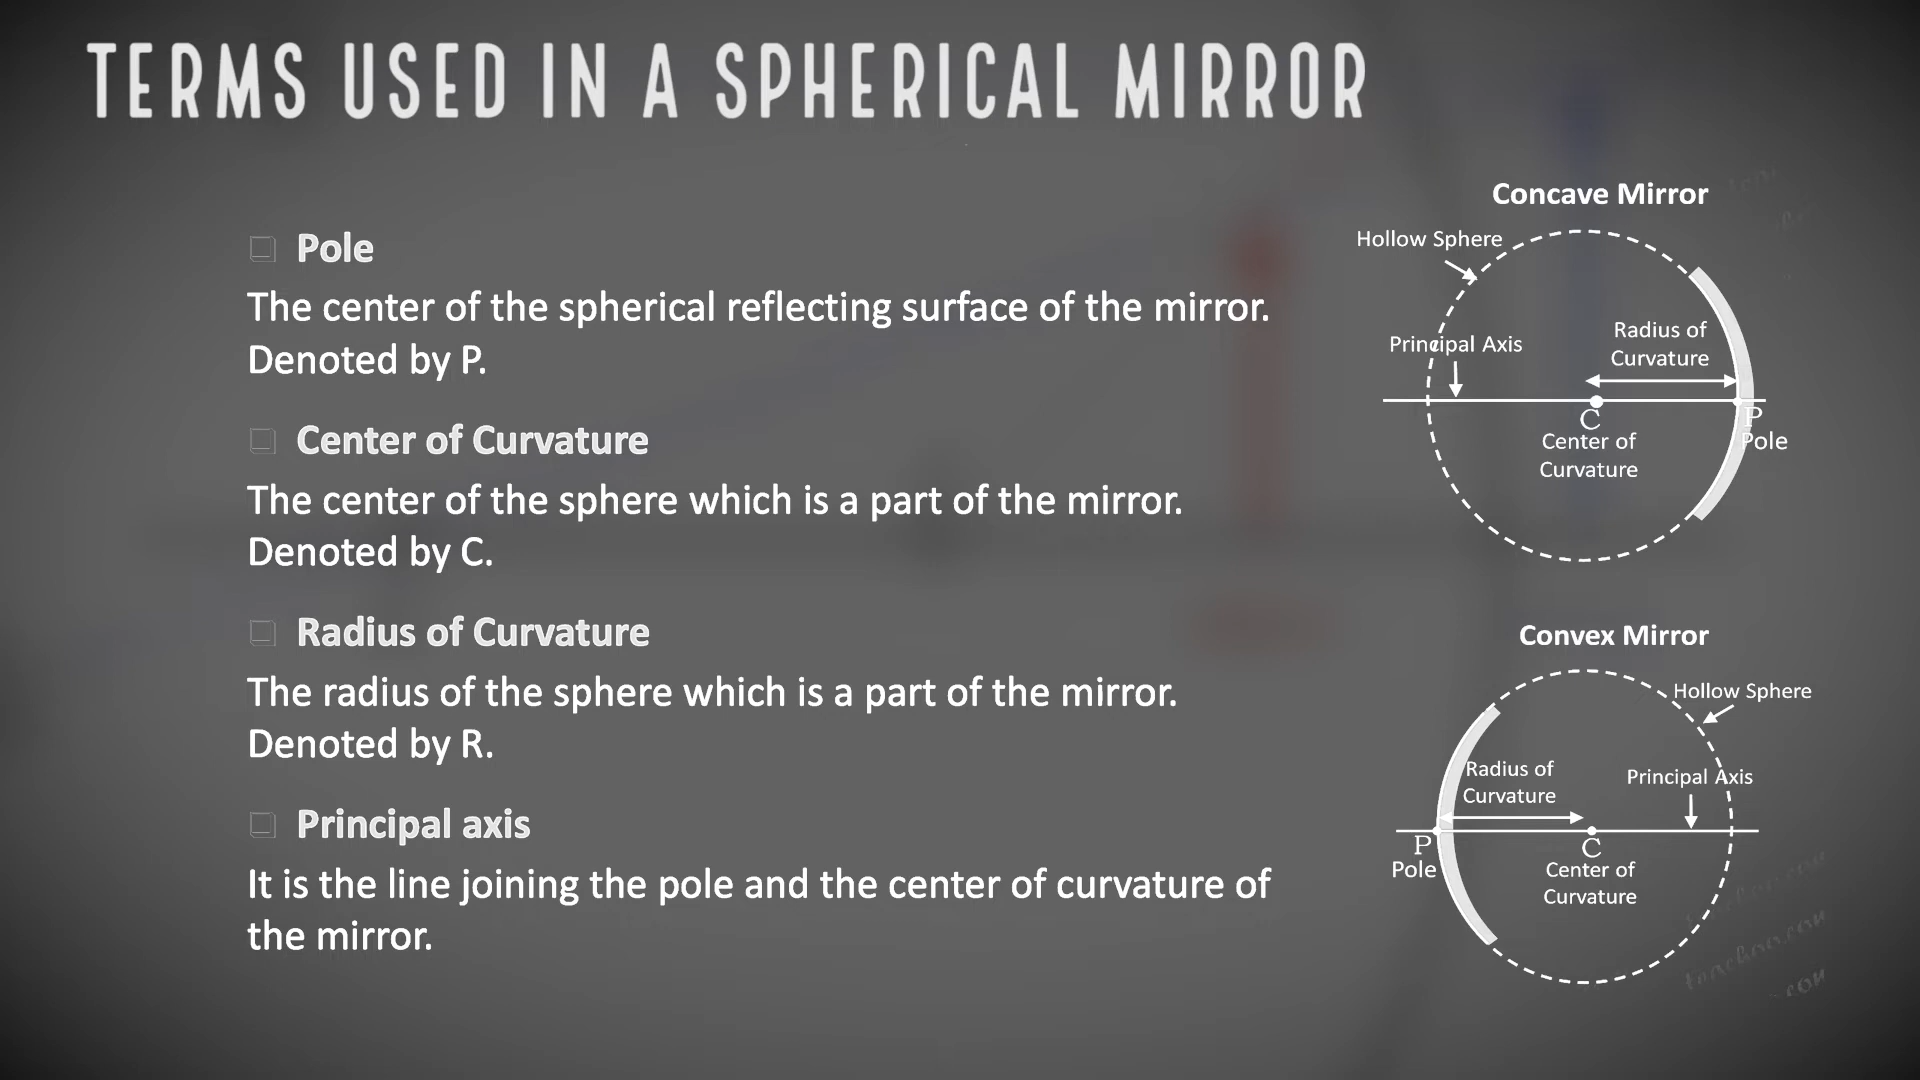 TERMS USED IN A SPHERICAL MIRROR
Pole
The center of the spherical reflecting surface of the mirror.
Denoted by P.
Center of Curvature
The center of the sphere which is a part of the mirror.
Denoted by C.
Radius of Curvature
The radius of the sphere which is a part of the mirror.
Denoted by R.
Principal axis
It is the line joining the pole and the center of curvature of
the mirror.
Concave Mirror
Hollow Sphere
Principal Axis
Radius of
Curvature
C
Center of
Curvature
P
Pole
Convex Mirror
Hollow Sphere
Radius of
Curvature
Principal Axis
P
Pole
C
Center of
Curvature
teachoo.com